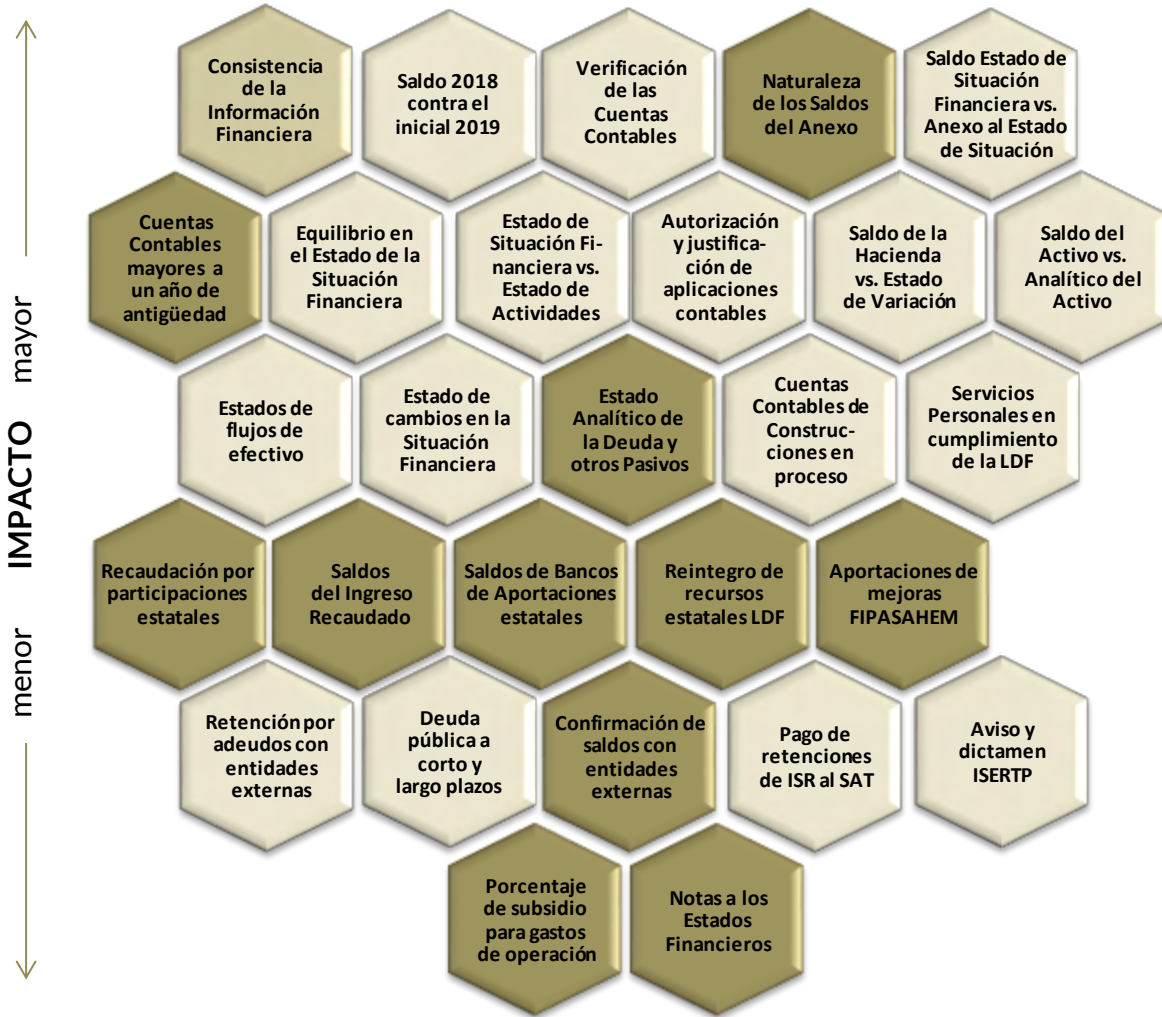 Consistencia
de la
Información
Financiera
Saldo 2018
contra el
inicial 2019
Verificación
de las
Cuentas
Contables
Naturaleza
de los Saldos
del Anexo
Saldo Estado de
Situación
Financiera vs.
Anexo al Estado
de Situación
Cuentas
Contables
mayores a
un año de
antigüedad
Equilibrio en
el Estado de la
Situación
Financiera
Estado de
Situación Fi-
nanciera vs.
Estado de
Actividades
Autorización
y justifica-
ción de
aplicaciones
contables
Saldo de la
Hacienda
vs. Estado
de Variación
Saldo del
Activo vs.
Analítico del
Activo
Estados de
flujos de
efectivo
Estado de
cambios en la
Situación
Financiera
Estado
Analítico de
la Deuda y
otros Pasivos
Cuentas
Contables de
Construc-
ciones en
proceso
Servicios
Personales en
cumplimiento
de la LDF
Recaudación por
participaciones
estatales
Saldos
del Ingreso
Recaudado
Saldos de Bancos
de Aportaciones
estatales
Reintegro de
recursos
estatales LDF
Aportaciones de
mejoras
FIPASAHEM
Retención por
adeudos con
entidades
externas
Deuda
pública a
corto y
largo plazos
Confirmación de
saldos con
entidades
externas
Pago de
retenciones
de ISR al SAT
Aviso y
dictamen
ISERTP
Porcentaje
de subsidio
para gastos
de operación
Notas a los
Estados
Financieros
menor IMPACTO mayor